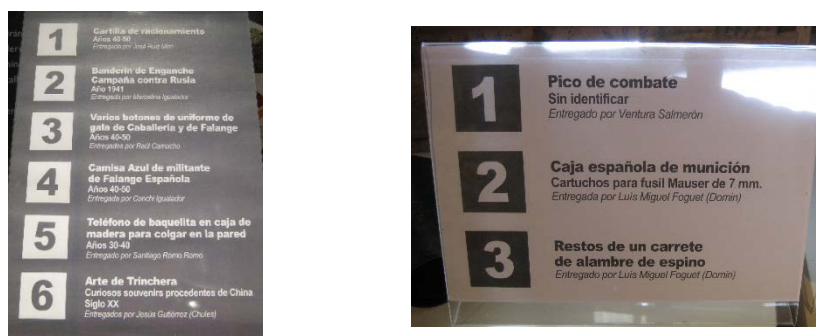 1
Cartilla de racionamiento
Años 40-50
Entregada por José Ruiz
2
Banderín de Enganche
Campaña contra Rusia
Año 1941
Entregado por Marcelina Igualador
3
Varios botones de uniforme de
gala de Caballería y de Falange
Años 40-50
Entregados por Raúl Camacho
4
Camisa Azul de militante
de Falange Española
Años 40-50
Entregado por Conchi Igualador
5
Teléfono de baquelita en caja de
madera para colgar en la pared
Años 30-40
Entregado por Santiago Romo Romo
6
Arte de Trinchera
Curiosos souvenirs procedentes de China
Siglo XX
Entregados por Jesús Gutiérrez (Chules)
1
Pico de combate
Sin identificar
Entregado por Ventura Salmerón
2
Caja española de munición
Cartuchos para fusil Mauser de 7 mm.
Entregada por Luis Miguel Foguet (Domin)
3
Restos de un carrete
de alambre de espino
Entregado por Luis Miguel Foguet (Domin)